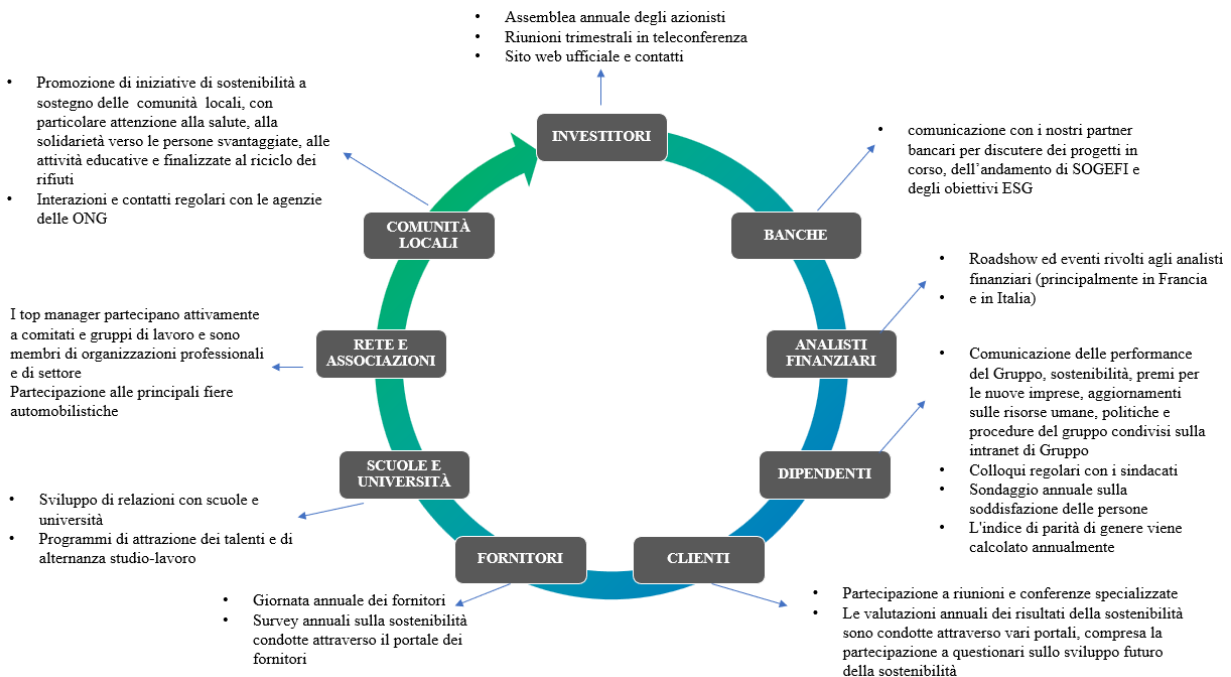 • Assemblea annuale degli azionisti
• Riunioni trimestrali in teleconferenza
• Sito web ufficiale e contatti
INVESTITORI
• comunicazione con i nostri partner
bancari per discutere dei progetti in
corso, dell'andamento di SOGEFI e
degli obiettivi ESG
BANCHE
• Roadshow ed eventi rivolti agli analisti
finanziari (principalmente in Francia
• e in Italia)
ANALISTI
FINANZIARI
• Comunicazione delle performance
del Gruppo, sostenibilità, premi per
le nuove imprese, aggiornamenti
sulle risorse umane, politiche e
procedure del gruppo condivisi sulla
intranet di Gruppo
• Colloqui regolari con i sindacati
• Sondaggio annuale sulla
soddisfazione delle persone
• L'indice di parità di genere viene
calcolato annualmente
DIPENDENTI
CLIENTI
• Partecipazione a riunioni e conferenze specializzate
• Le valutazioni annuali dei risultati della sostenibilità
sono condotte attraverso vari portali, compresa la
partecipazione a questionari sullo sviluppo futuro
della sostenibilità
FORNITORI
• Giornata annuale dei fornitori
• Survey annuali sulla sostenibilità
condotte attraverso il portale dei
fornitori
SCUOLE E
UNIVERSITÀ
• Sviluppo di relazioni con scuole e
università
• Programmi di attrazione dei talenti e di
alternanza studio-lavoro
RETE E
ASSOCIAZIONI
I top manager partecipano attivamente
a comitati e gruppi di lavoro e sono
membri di organizzazioni professionali
e di settore
Partecipazione alle principali fiere
automobilistiche
COMUNITÀ
LOCALI
• Promozione di iniziative di sostenibilità a
sostegno delle comunità locali, con
particolare attenzione alla salute, alla
solidarietà verso le persone svantaggiate, alle
attività educative e finalizzate al riciclo dei
rifiuti
• Interazioni e contatti regolari con le agenzie
delle ONG